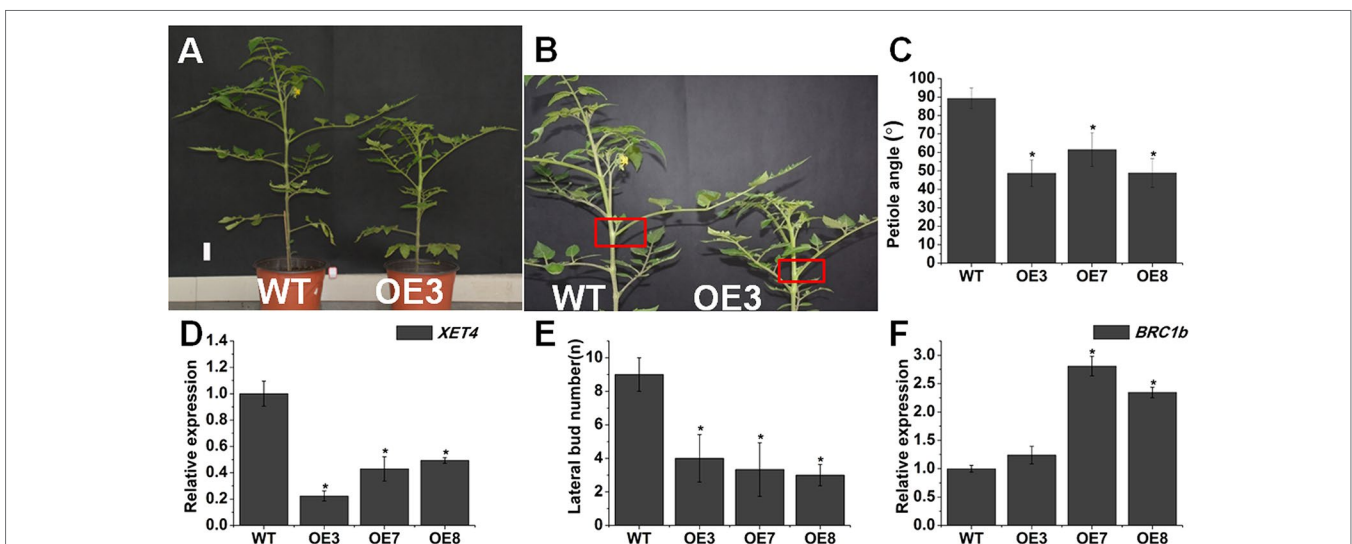 A
WT
OE3
B
WT
OE3
C
Petiole angle (°)
100
90
80
70
60
50
40
30
20
10
0
WT OE3 OE7 OE8
D
XET4
Relative expression
1.4
1.2
1.0
0.8
0.6
0.4
0.2
0.0
WT OE3 OE7 OE8
E
Lateral bud number(n)
10
8
6
4
2
0
WT OE3 OE7 OE8
F
BRC1b
Relative expression
3.0
2.5
2.0
1.5
1.0
0.5
0.0
WT OE3 OE7 OE8